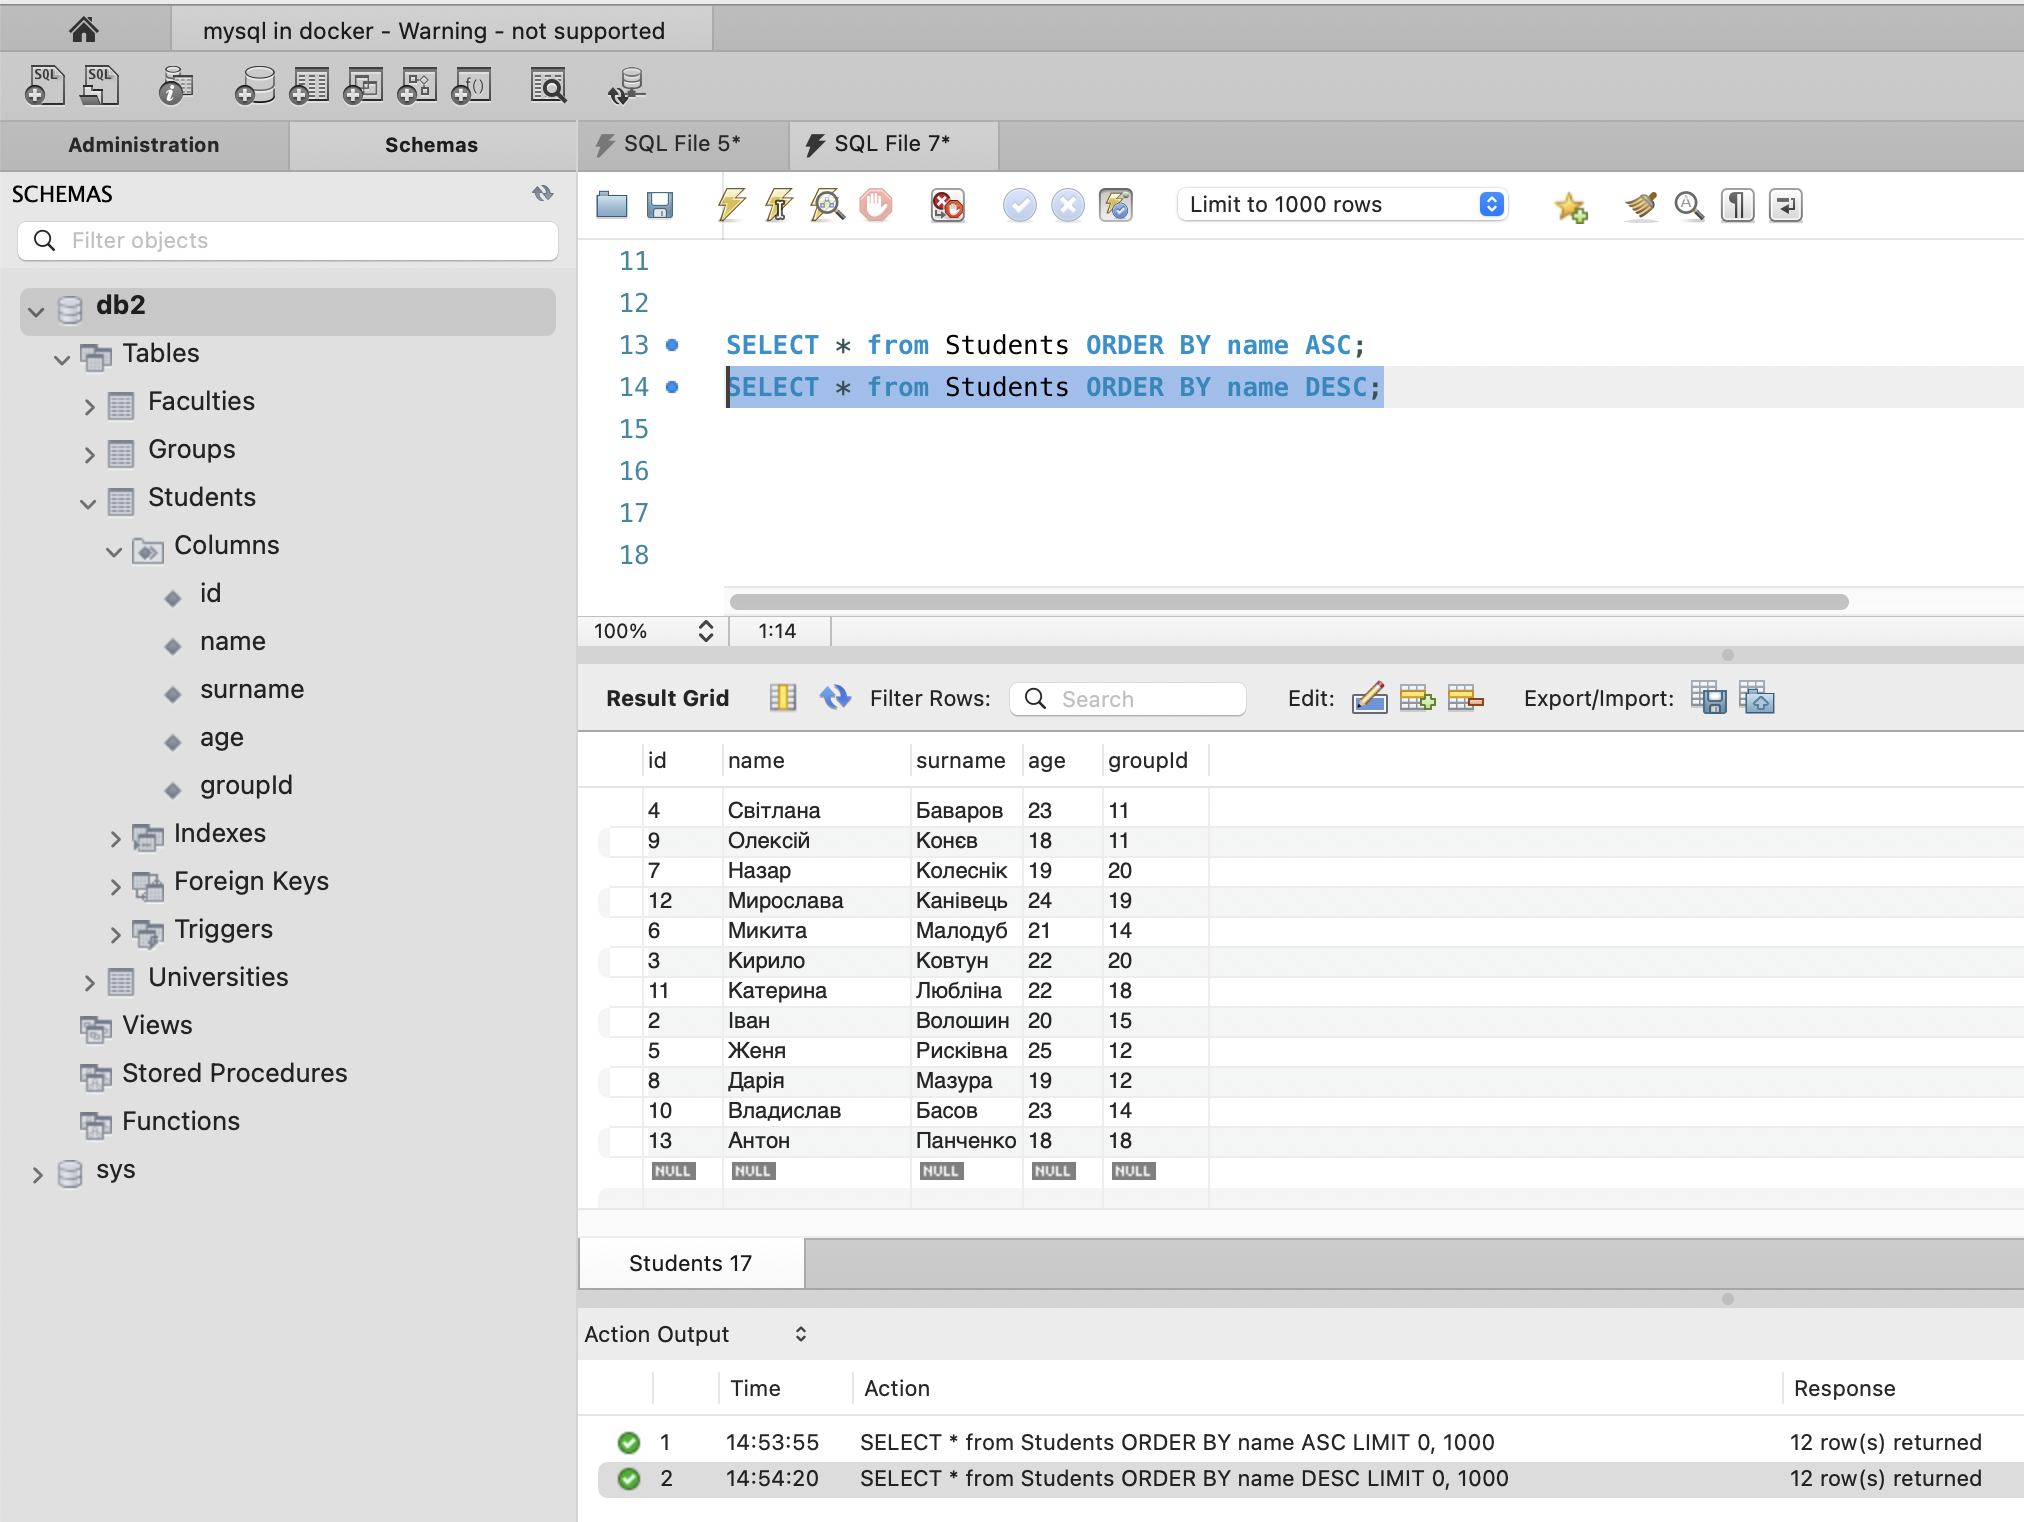 mysql in docker - Warning - not supported
SQL
SQL
Administration
Schemas
SQL File 5*
SQL File 7*
SCHEMAS
Filter objects
Limit to 1000 rows
db2
Tables
Faculties
Groups
Students
Columns
id
name
surname
age
groupId
Indexes
Foreign Keys
Triggers
Universities
Views
Stored Procedures
Functions
sys
11
12
13 SELECT * from Students ORDER BY name ASC;
14 SELECT * from Students ORDER BY name DESC;
15
16
17
18
100% 1:14
Result Grid Filter Rows: Search Edit: Export/Import:
id name surname age groupId
4 Світлана Баваров 23 11
9 Олексій Конєв 18 11
7 Назар Колеснік 19 20
12 Мирослава Канівець 24 19
6 Микита Малодуб 21 14
3 Кирило Ковтун 22 20
11 Катерина Любліна 22 18
2 Іван Волошин 20 15
5 Женя Рисківна 25 12
8 Дарія Мазура 19 12
10 Владислав Басов 23 14
13 Антон Панченко 18 18
NULL NULL NULL NULL NULL
Students 17
Action Output
Time Action Response
1 14:53:55 SELECT * from Students ORDER BY name ASC LIMIT 0, 1000 12 row(s) returned
2 14:54:20 SELECT * from Students ORDER BY name DESC LIMIT 0, 1000 12 row(s) returned